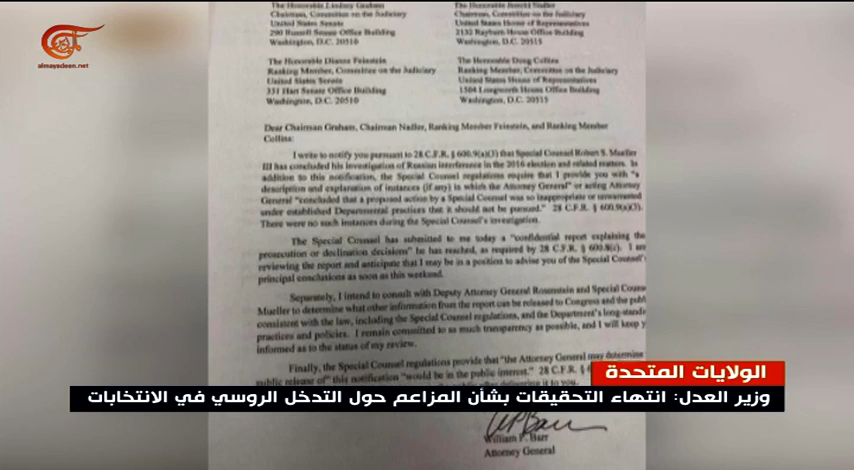 almayadeen.net
The Honorable Lindsey Graham
Chairman, Committee on the Judiciary
United States Senate
290 Russell Senate Office Building
Washington, D.C. 20510
The Honorable Nadler
Chairman, Committee on the Judiciary
United States House of Representatives
2132 Rayburn House Office Building
Washington, D.C. 20515
The Honorable Dianne Feinstein
Ranking Member, Committee on the Judiciary
United States Senate
331 Hart Senate Office Building
Washington, D.C. 20510
The Honorable Doug Collins
Ranking Member, Committee on the Judiciary
United States House of Representatives
1504 Longworth House Office Building
Washington, D.C. 20515
Dear Chairman Graham, Chairman Nadler, Ranking Member Feinstein, and Ranking Member
Collins:
I write to notify you pursuant to 28 C.F.R. § 600.9(a)(3) that Special Counsel Robert S. Mueller
III has concluded his investigation of Russian interference in the 2016 election and related matters. In
addition to this notification, the Special Counsel regulations require that I provide you with "a
description and explanation of instances (if any) in which the Attorney General" or acting Attorney
General "concluded that a proposed action by a Special Counsel was so inappropriate or unwarranted
under established Departmental practices that it should not be pursued." 28 C.F.R. § 600.9(a)(3).
There were no such instances during the Special Counsel's investigation.
The Special Counsel has submitted to me today a "confidential report explaining the
prosecution or declination decisions" he has reached, as required by 28 C.F.R. § 600.8(c). I am
reviewing the report and anticipate that I may be in a position to advise you of the Special Counsel's
principal conclusions as soon as this weekend.
Separately, I intend to consult with Deputy Attorney General Rosenstein and Special Couns
Mueller to determine what other information from the report can be released to Congress and the publ
consistent with the law, including the Special Counsel regulations, and the Department's long-stand
practices and policies. I remain committed to as much transparency as possible, and I will keep y
informed as to the status of my review.
Finally, the Special Counsel regulations provide that "the Attorney General may determine
public release of" this notification "would be in the public interest." 28 C.F.R. §
الولايات المتحدة
وزير العدل: انتهاء التحقيقات بشأن المزاعم حول التدخل الروسي في الانتخابات
William P. Barr
Attorney General